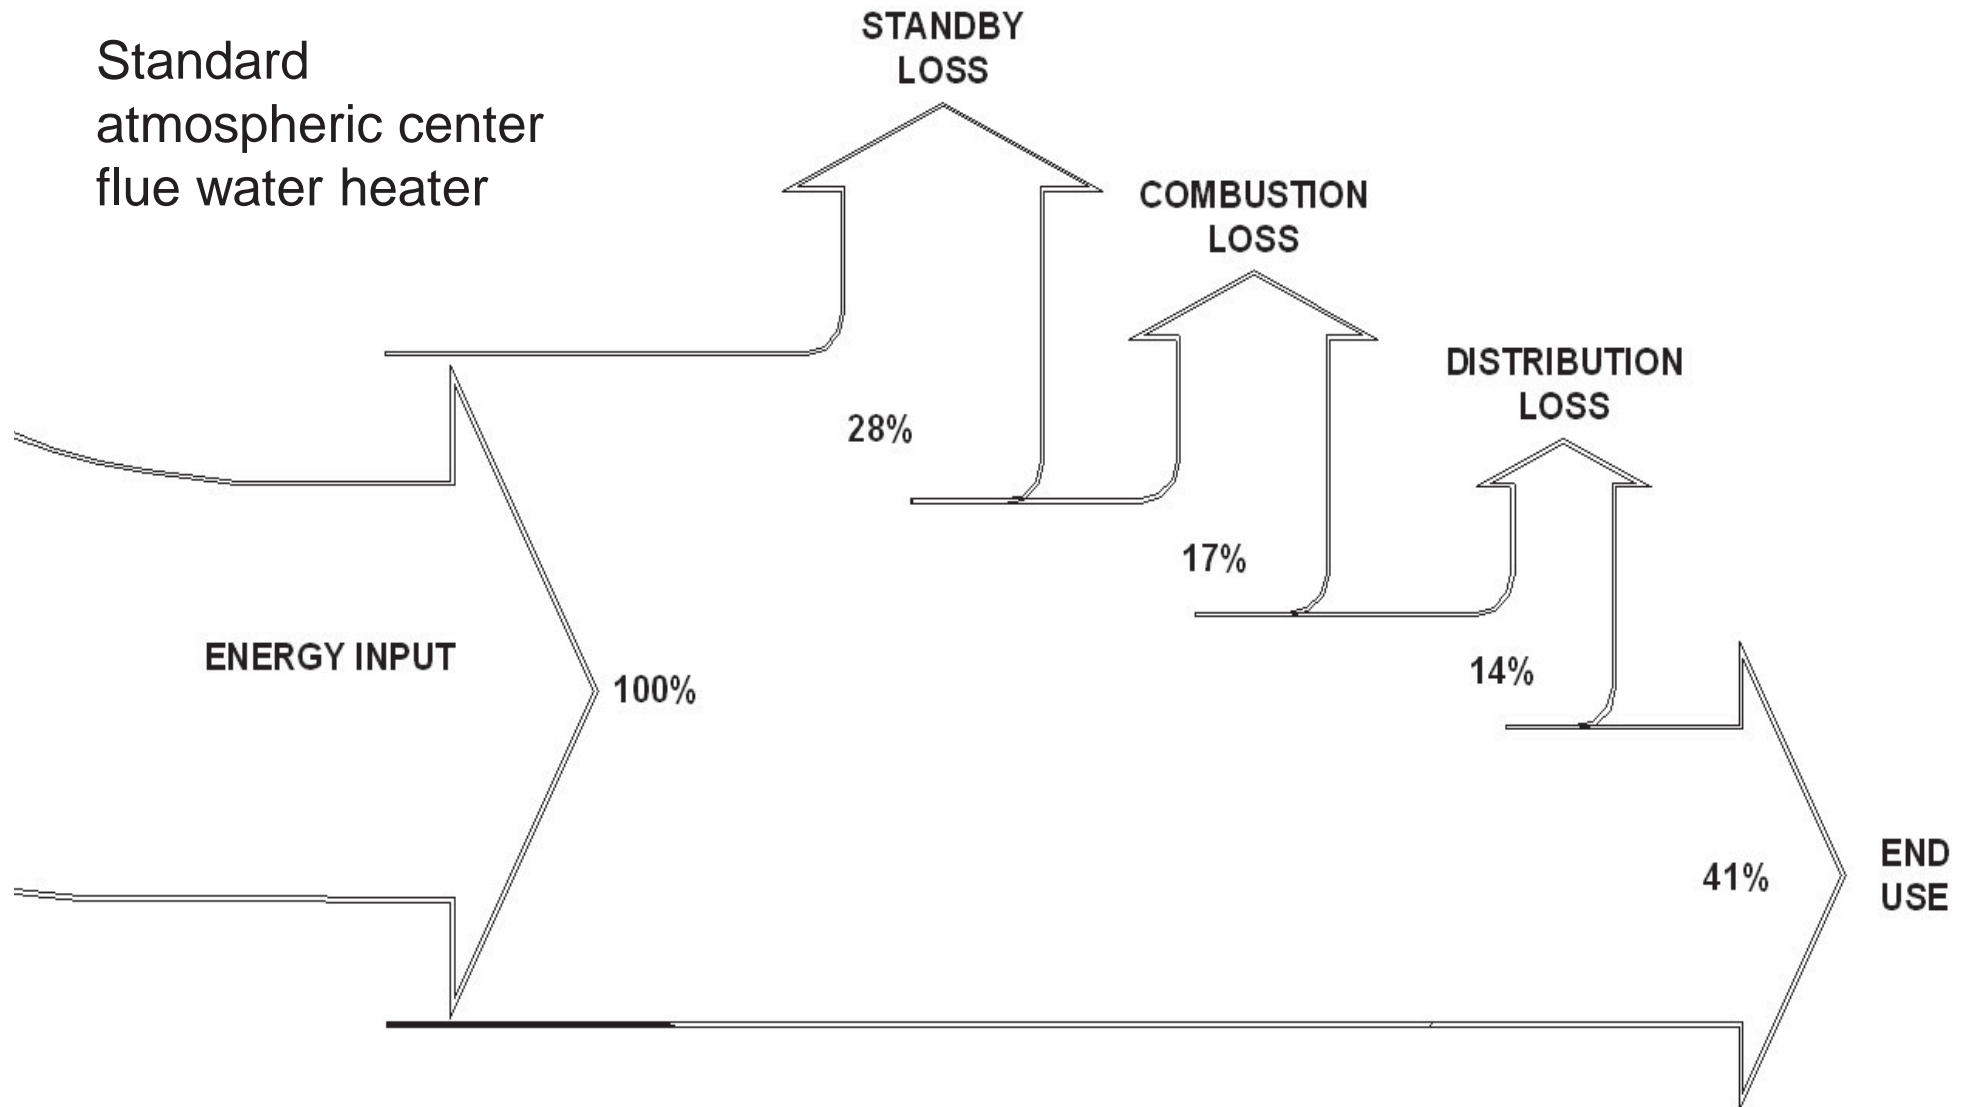 Standard
atmospheric center
flue water heater
STANDBY
LOSS
COMBUSTION
LOSS
DISTRIBUTION
LOSS
28%
17%
14%
ENERGY INPUT
100%
41%
END
USE